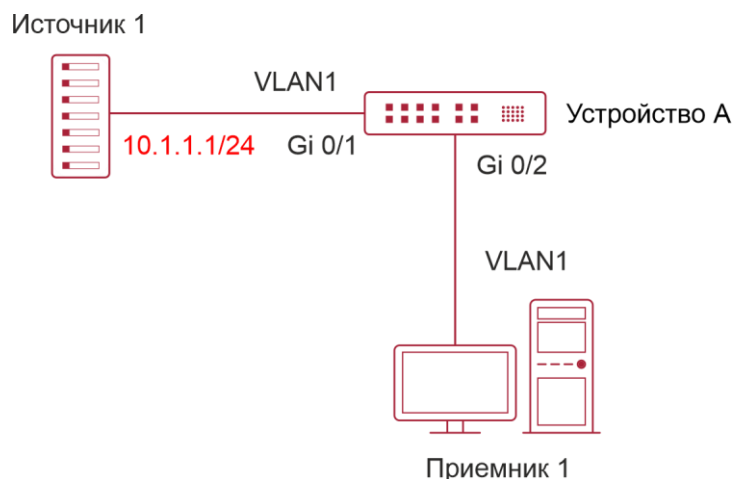 Источник 1
VLAN1
Устройство А
10.1.1.1/24
Gi 0/1
Gi 0/2
VLAN1
Приемник 1